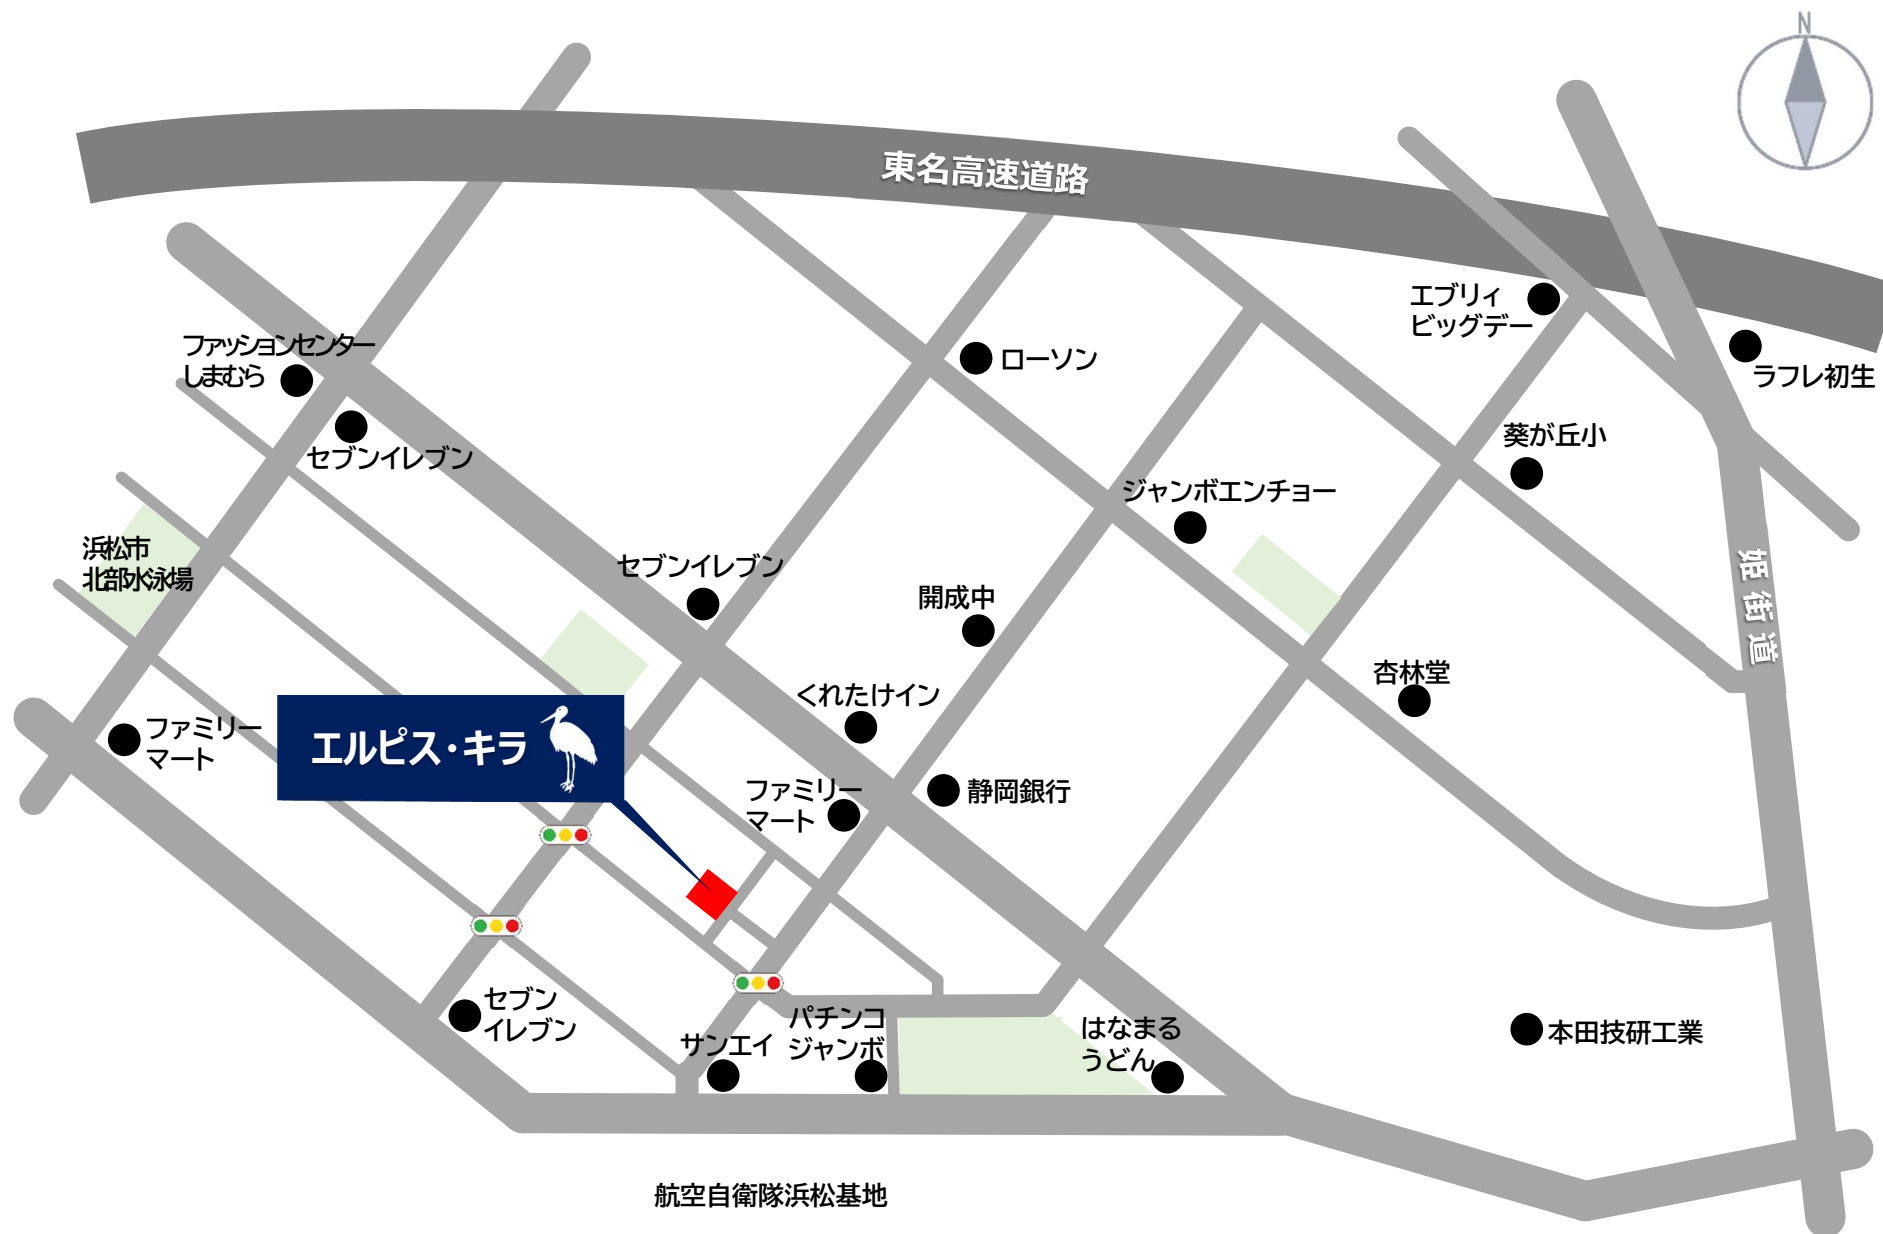 N
東名高速道路
エブリィ
ビッグデー
ファッションセンター
しまむら
ローソン
ラフレ初生
セブンイレブン
葵が丘小
ジャンボエンチョー
浜松市
北部水泳場
セブンイレブン
開成中
姫街道
くれたけイン
杏林堂
ファミリー
マート
エルピス・キラ
ファミリー
マート
静岡銀行
セブン
イレブン
サンエイ
パチンコ
ジャンボ
はなまる
うどん
本田技研工業
航空自衛隊浜松基地